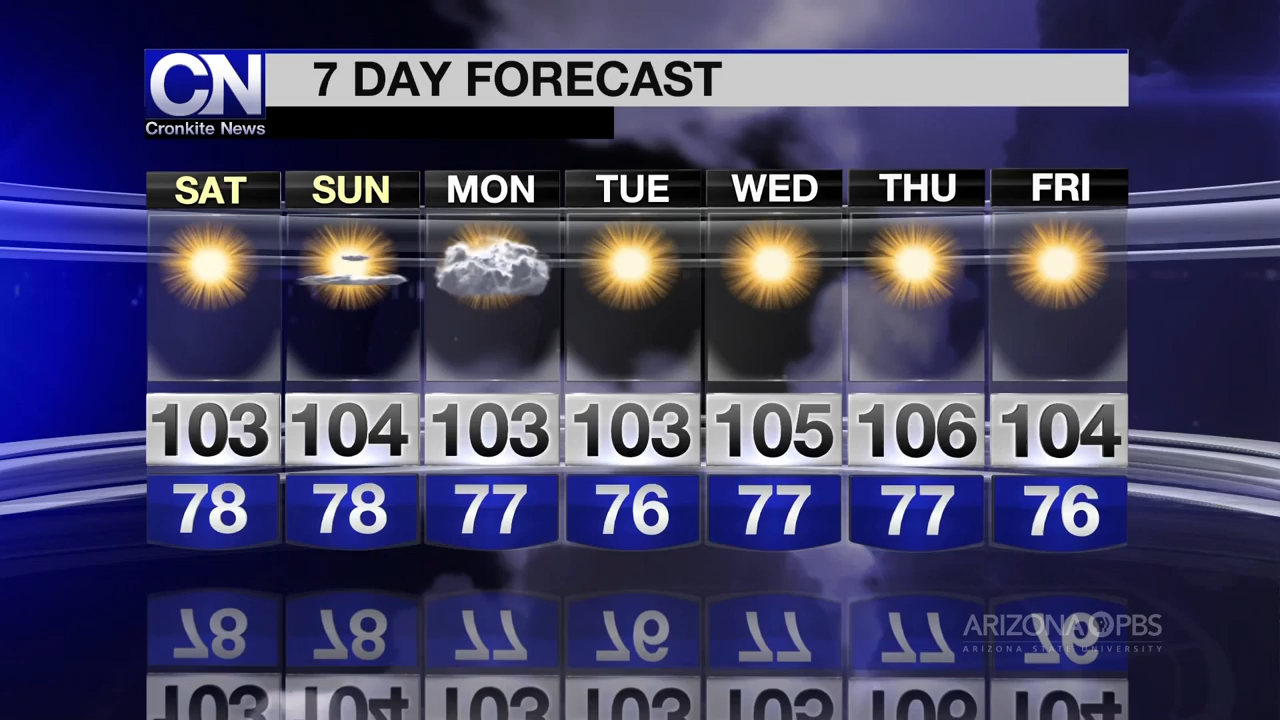 CN
7 DAY FORECAST
Cronkite News
SAT SUN MON TUE WED THU FRI
103 104 103 103 105 106 104
78 78 77 76 77 77 76
ARIZONA PBS
ARIZONA STATE UNIVERSITY